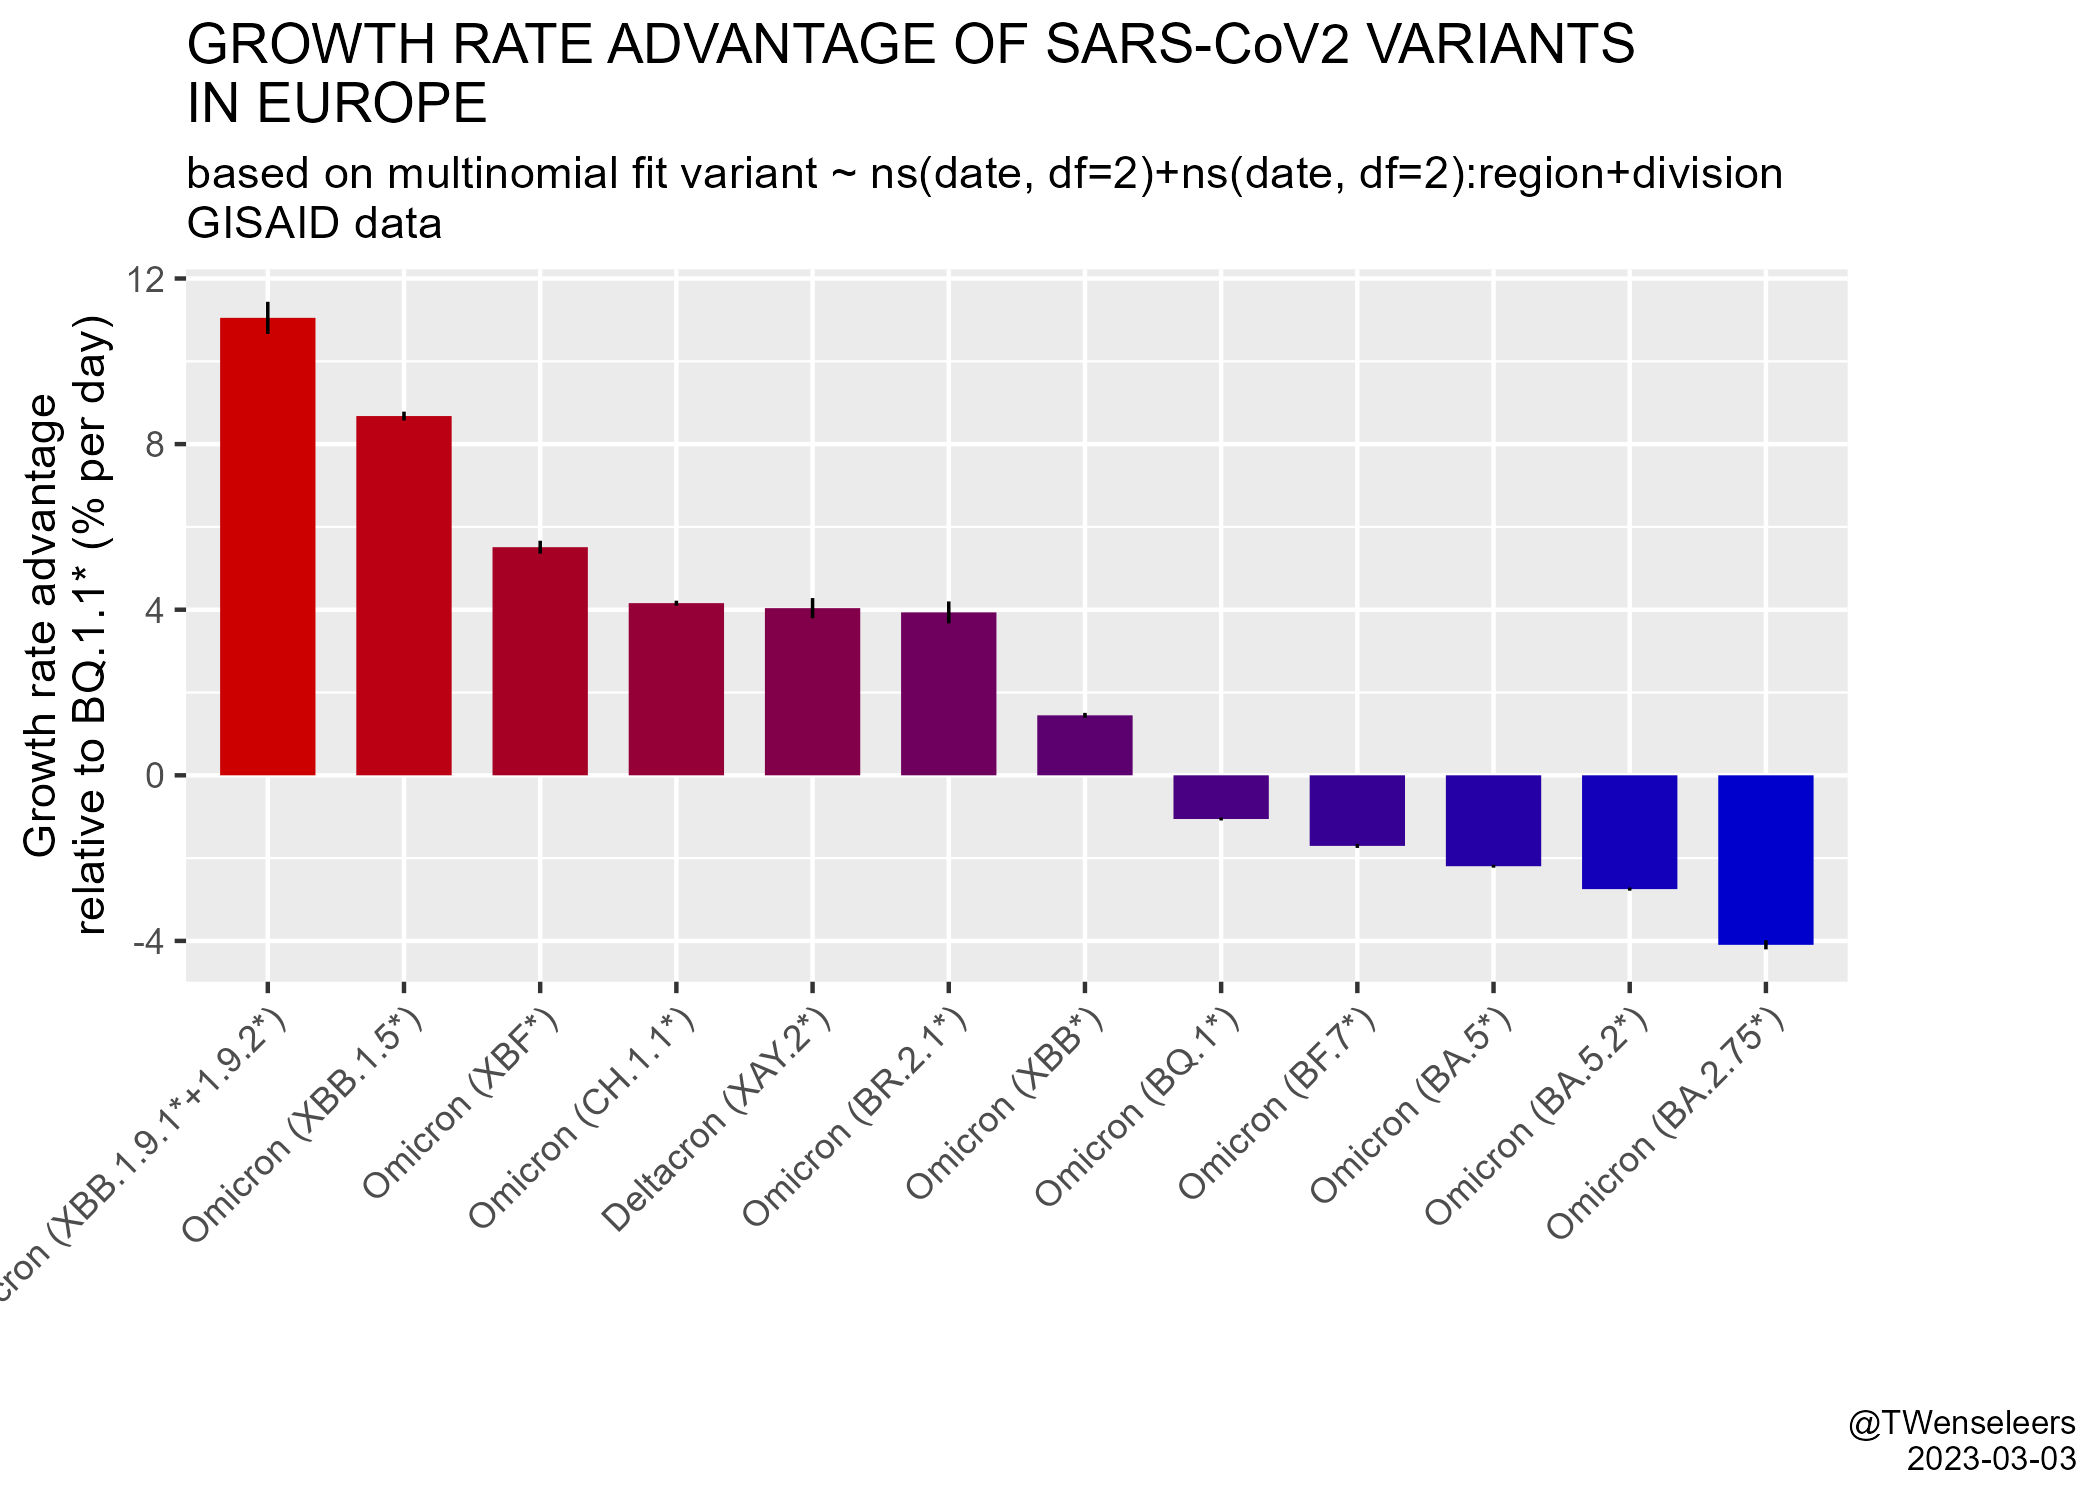 GROWTH RATE ADVANTAGE OF SARS-CoV2 VARIANTS
IN EUROPE
based on multinomial fit variant ~ ns(date, df=2)+ns(date, df=2):region+division
GISAID data
Growth rate advantage
relative to BQ.1.1* (% per day)
12
8
4
0
-4
cron (XBB.1.9.1*+1.9.2*)
Omicron (XBB.1.5*)
Omicron (XBF*)
Omicron (CH.1.1*)
Deltacron (XAY.2*)
Omicron (BR.2.1*)
Omicron (XBB*)
Omicron (BQ.1*)
Omicron (BF.7*)
Omicron (BA.5*)
Omicron (BA.5.2*)
Omicron (BA.2.75*)
@TWenseleers
2023-03-03